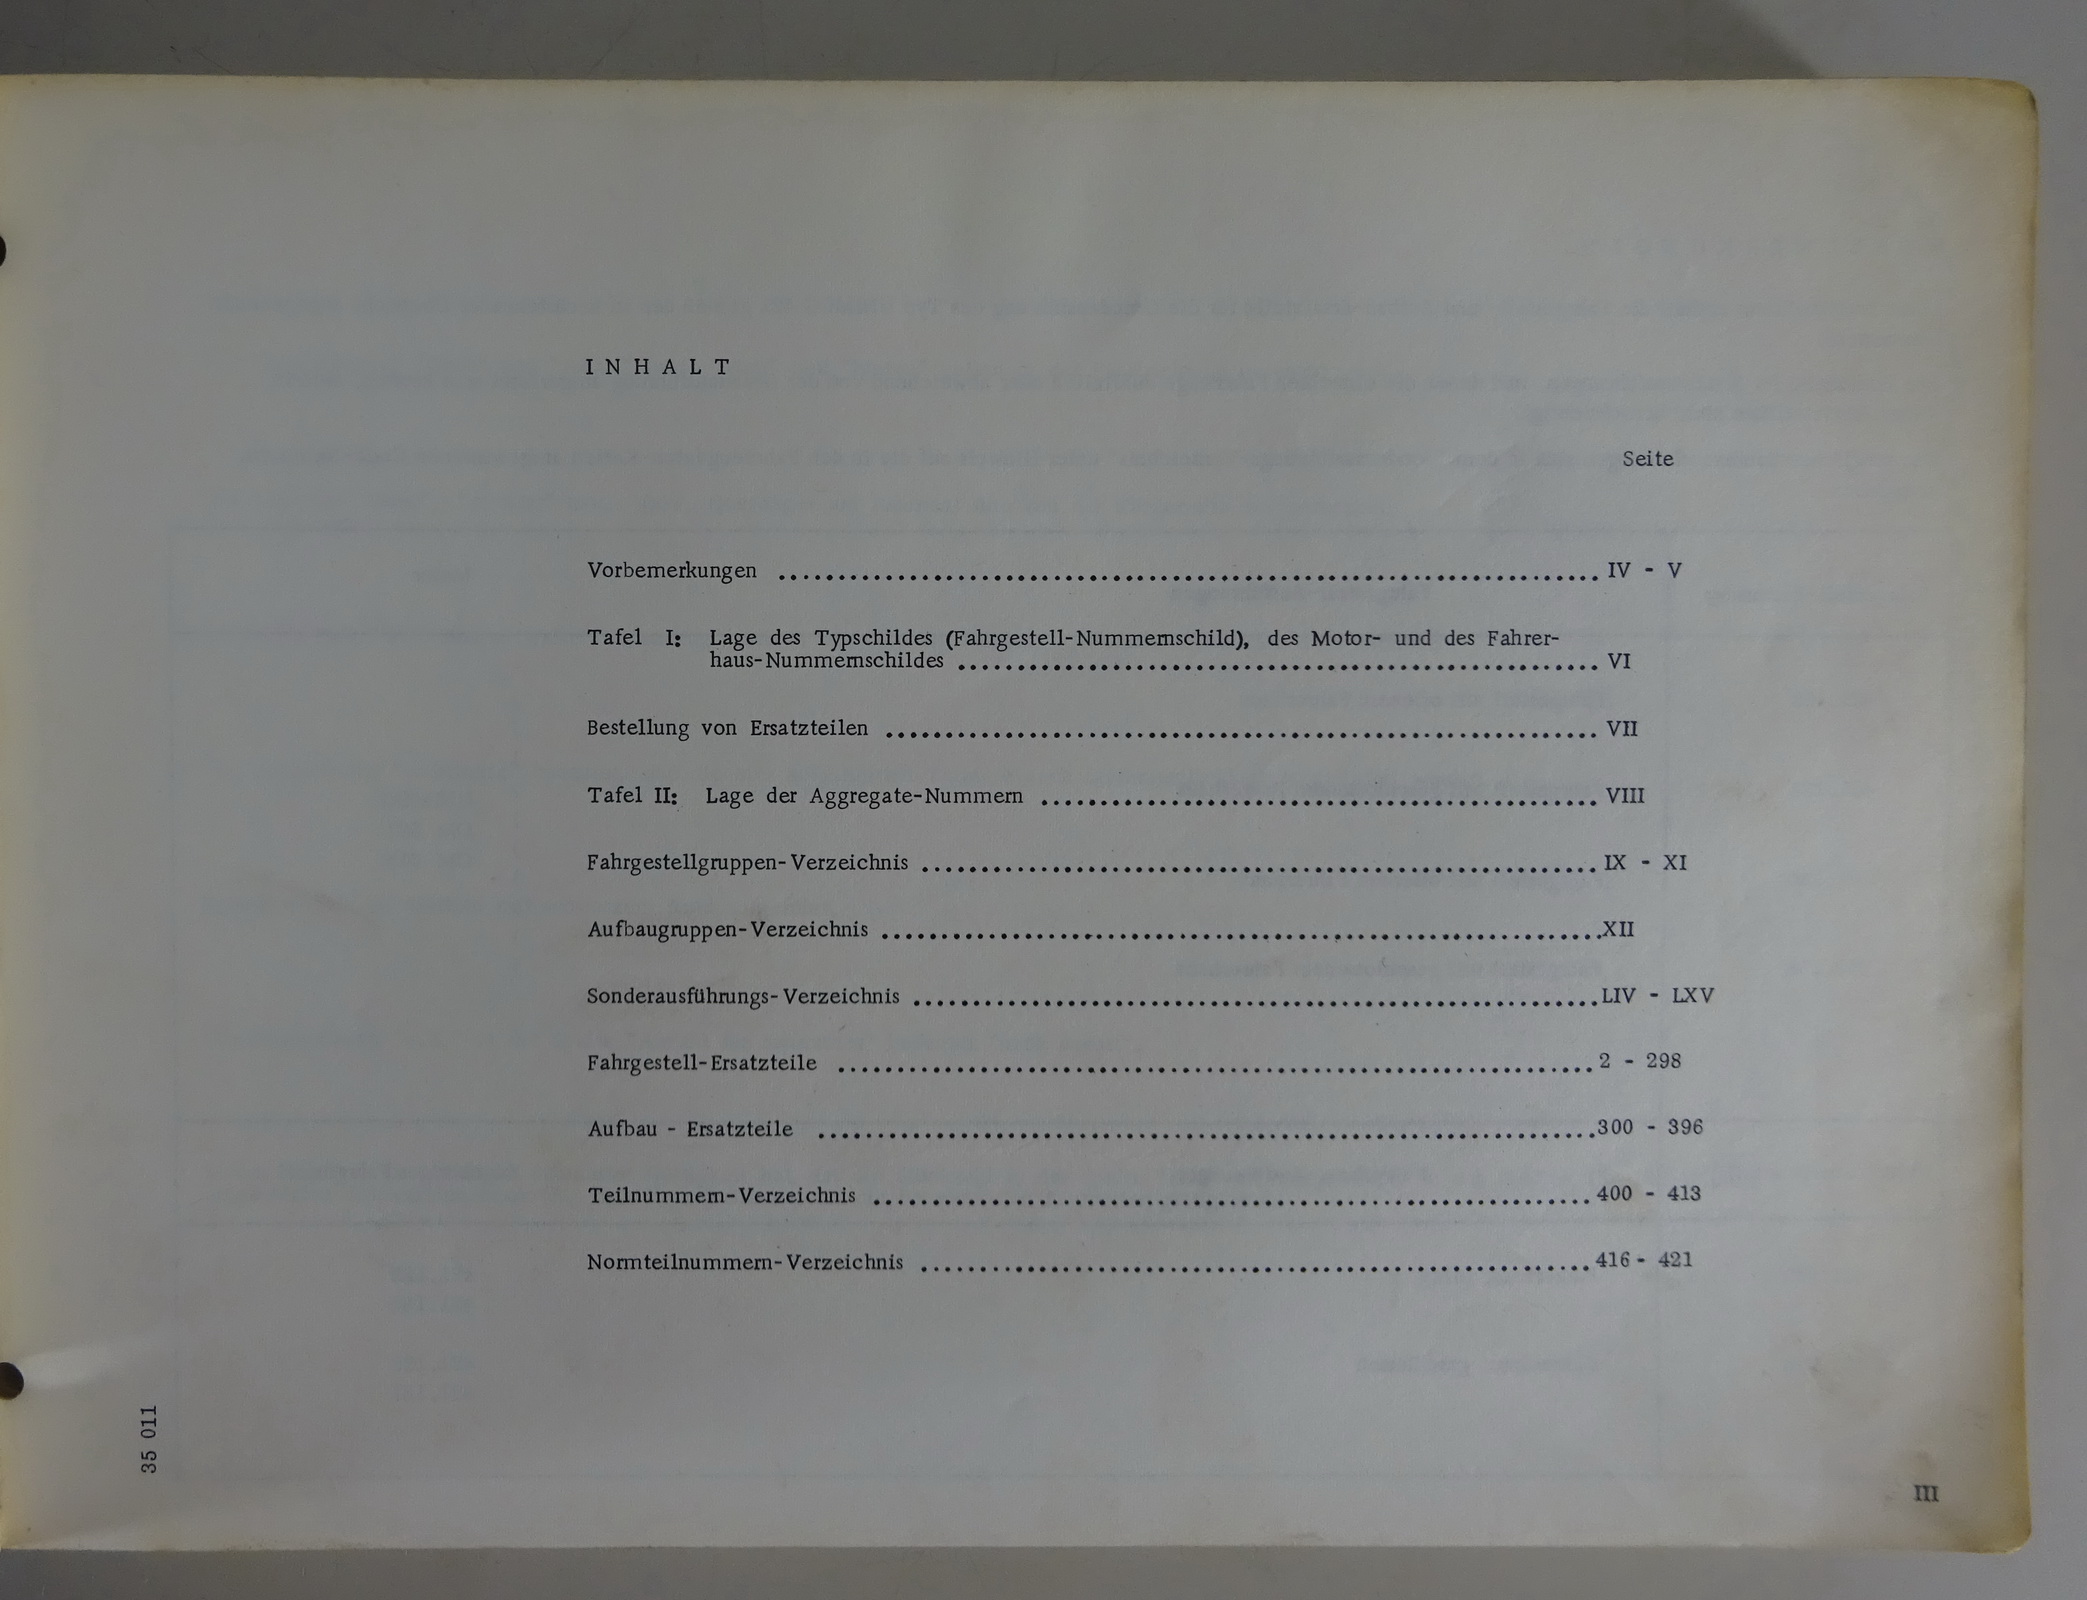 INHALT
Seite
Vorbemerkungen .......... IV - V
Tafel I: Lage des Typschildes (Fahrgestell-Nummernschild), des Motor- und des Fahrer-
haus-Nummernschildes .......... VI
Bestellung von Ersatzteilen .......... VII
Tafel II: Lage der Aggregate-Nummern .......... VIII
Fahrgestellgruppen-Verzeichnis .......... IX - XI
Aufbaugruppen-Verzeichnis .......... XII
Sonderausführungs-Verzeichnis .......... LIV - LXV
Fahrgestell-Ersatzteile .......... 2 - 298
Aufbau - Ersatzteile .......... 300 - 396
Teilnummern-Verzeichnis .......... 400 - 413
Normteilnummern-Verzeichnis .......... 416 - 421
35 011
III